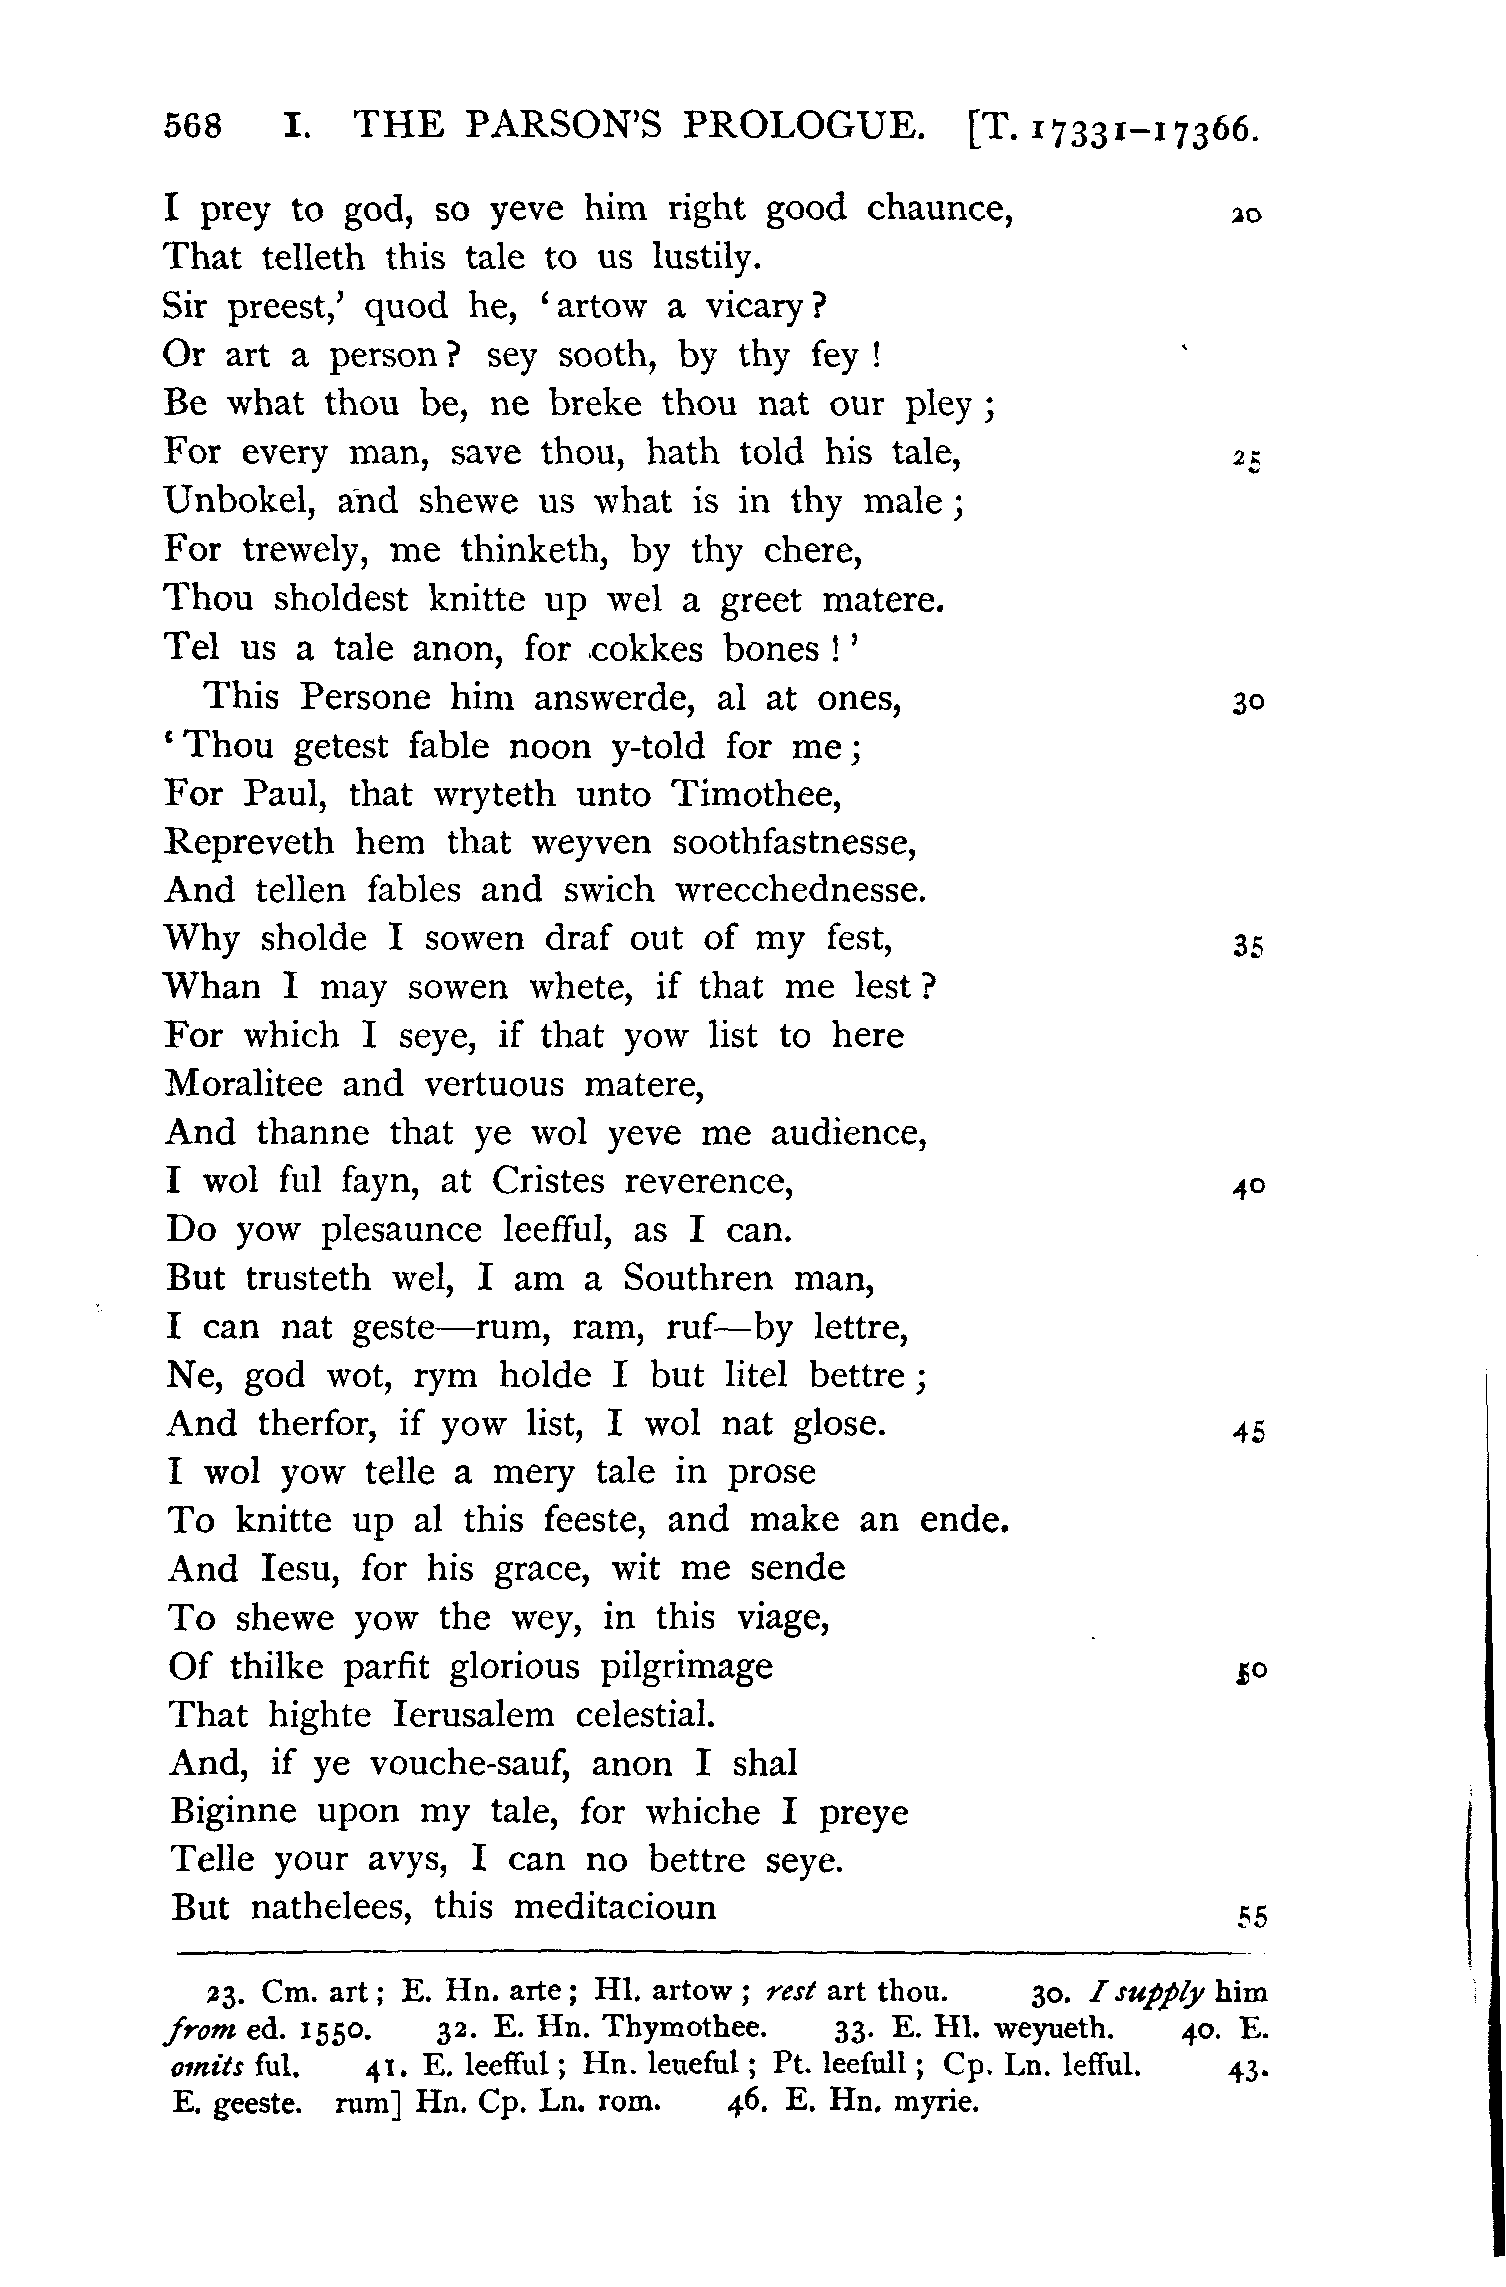 568 I. THE PARSON'S PROLOGUE. [T. 17331–17366.
I prey to god, so yeve him right good chaunce, 20
That telleth this tale to us lustily.
Sir preest,' quod he, 'artow a vicary?
Or art a person? sey sooth, by thy fey!
Be what thou be, ne breke thou nat our pley;
For every man, save thou, hath told his tale, 25
Unbokel, and shewe us what is in thy male;
For trewely, me thinketh, by thy chere,
Thou sholdest knitte up wel a greet matere.
Tel us a tale anon, for cokkes bones!'
This Persone him answerde, al at ones, 30
'Thou getest fable noon y-told for me;
For Paul, that wryteth unto Timothee,
Repreveth hem that weyven soothfastnesse,
And tellen fables and swich wrecchednesse.
Why sholde I sowen draf out of my fest, 35
Whan I may sowen whete, if that me lest?
For which I seye, if that yow list to here
Moralitee and vertuous matere,
And thanne that ye wol yeve me audience,
I wol ful fayn, at Cristes reverence, 40
Do yow plesaunce leefful, as I can.
But trusteth wel, I am a Southren man,
I can nat geste—rum, ram, ruf—by lettre,
Ne, god wot, rym holde I but litel bettre;
And therfor, if yow list, I wol nat glose. 45
I wol yow telle a mery tale in prose
To knitte up al this feeste, and make an ende.
And Iesu, for his grace, wit me sende
To shewe yow the wey, in this viage,
Of thilke parfit glorious pilgrimage 50
That highte Ierusalem celestial.
And, if ye vouche-sauf, anon I shal
Biginne upon my tale, for whiche I preye
Telle your avys, I can no bettre seye.
But nathelees, this meditacioun 55
23. Cm. art; E. Hn. arte; Hl. artow; rest art thou. 30. I supply him
from ed. 1550. 32. E. Hn. Thymothee. 33. E. Hl. weyueth. 40. E.
omits ful. 41. E. leefful; Hn. leueful; Pt. leefull; Cp. Ln. lefful. 43.
E. geeste. rum] Hn. Cp. Ln. rom. 46. E. Hn. myrie.